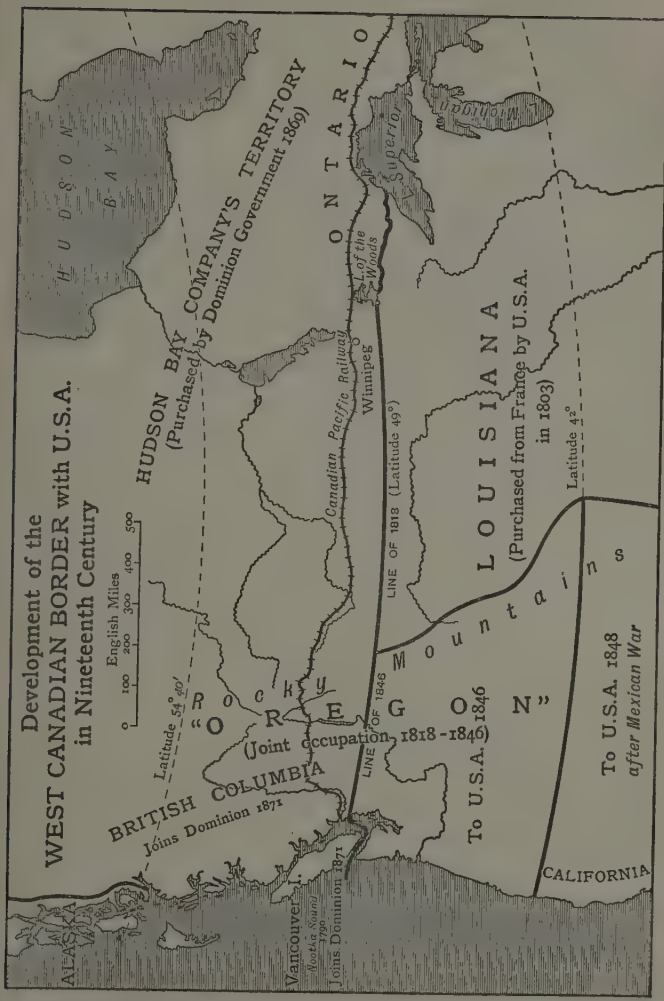 Development of the
WEST CANADIAN BORDER with U.S.A.
in Nineteenth Century
English Miles
0 100 200 300 400 500
HUDSON
BAY
HUDSON BAY COMPANY'S TERRITORY
(Purchased by Dominion Government 1869)
ALASKA
Latitude 54° 40'
BRITISH COLUMBIA
Joins Dominion 1871
Rocky
Mountains
"OREGON"
(Joint occupation 1818-1846)
Canadian Pacific Railway
Winnipeg
L. of the
Woods
ONTARIO
L. Superior
Michigan
Vancouver
Nootka Sound
1790
Joins Dominion 1871
LINE OF 1846
LINE OF 1818 (Latitude 49°)
To U.S.A. 1846
LOUISIANA
(Purchased from France by U.S.A.
in 1803)
Latitude 42°
To U.S.A. 1848
after Mexican War
CALIFORNIA